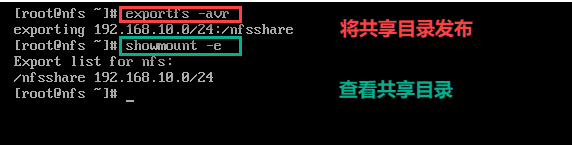 [root@nfs ~]# exportfs -avr
将共享目录发布
exporting 192.168.10.0/24:/nfsshare
[root@nfs ~]# showmount -e
Export list for nfs:
/nfsshare 192.168.10.0/24
查看共享目录
[root@nfs ~]# _